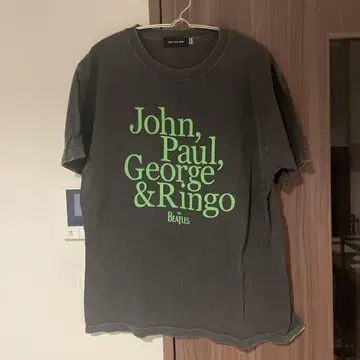 John,
Paul,
George
&Ringo
THE
BEATLES